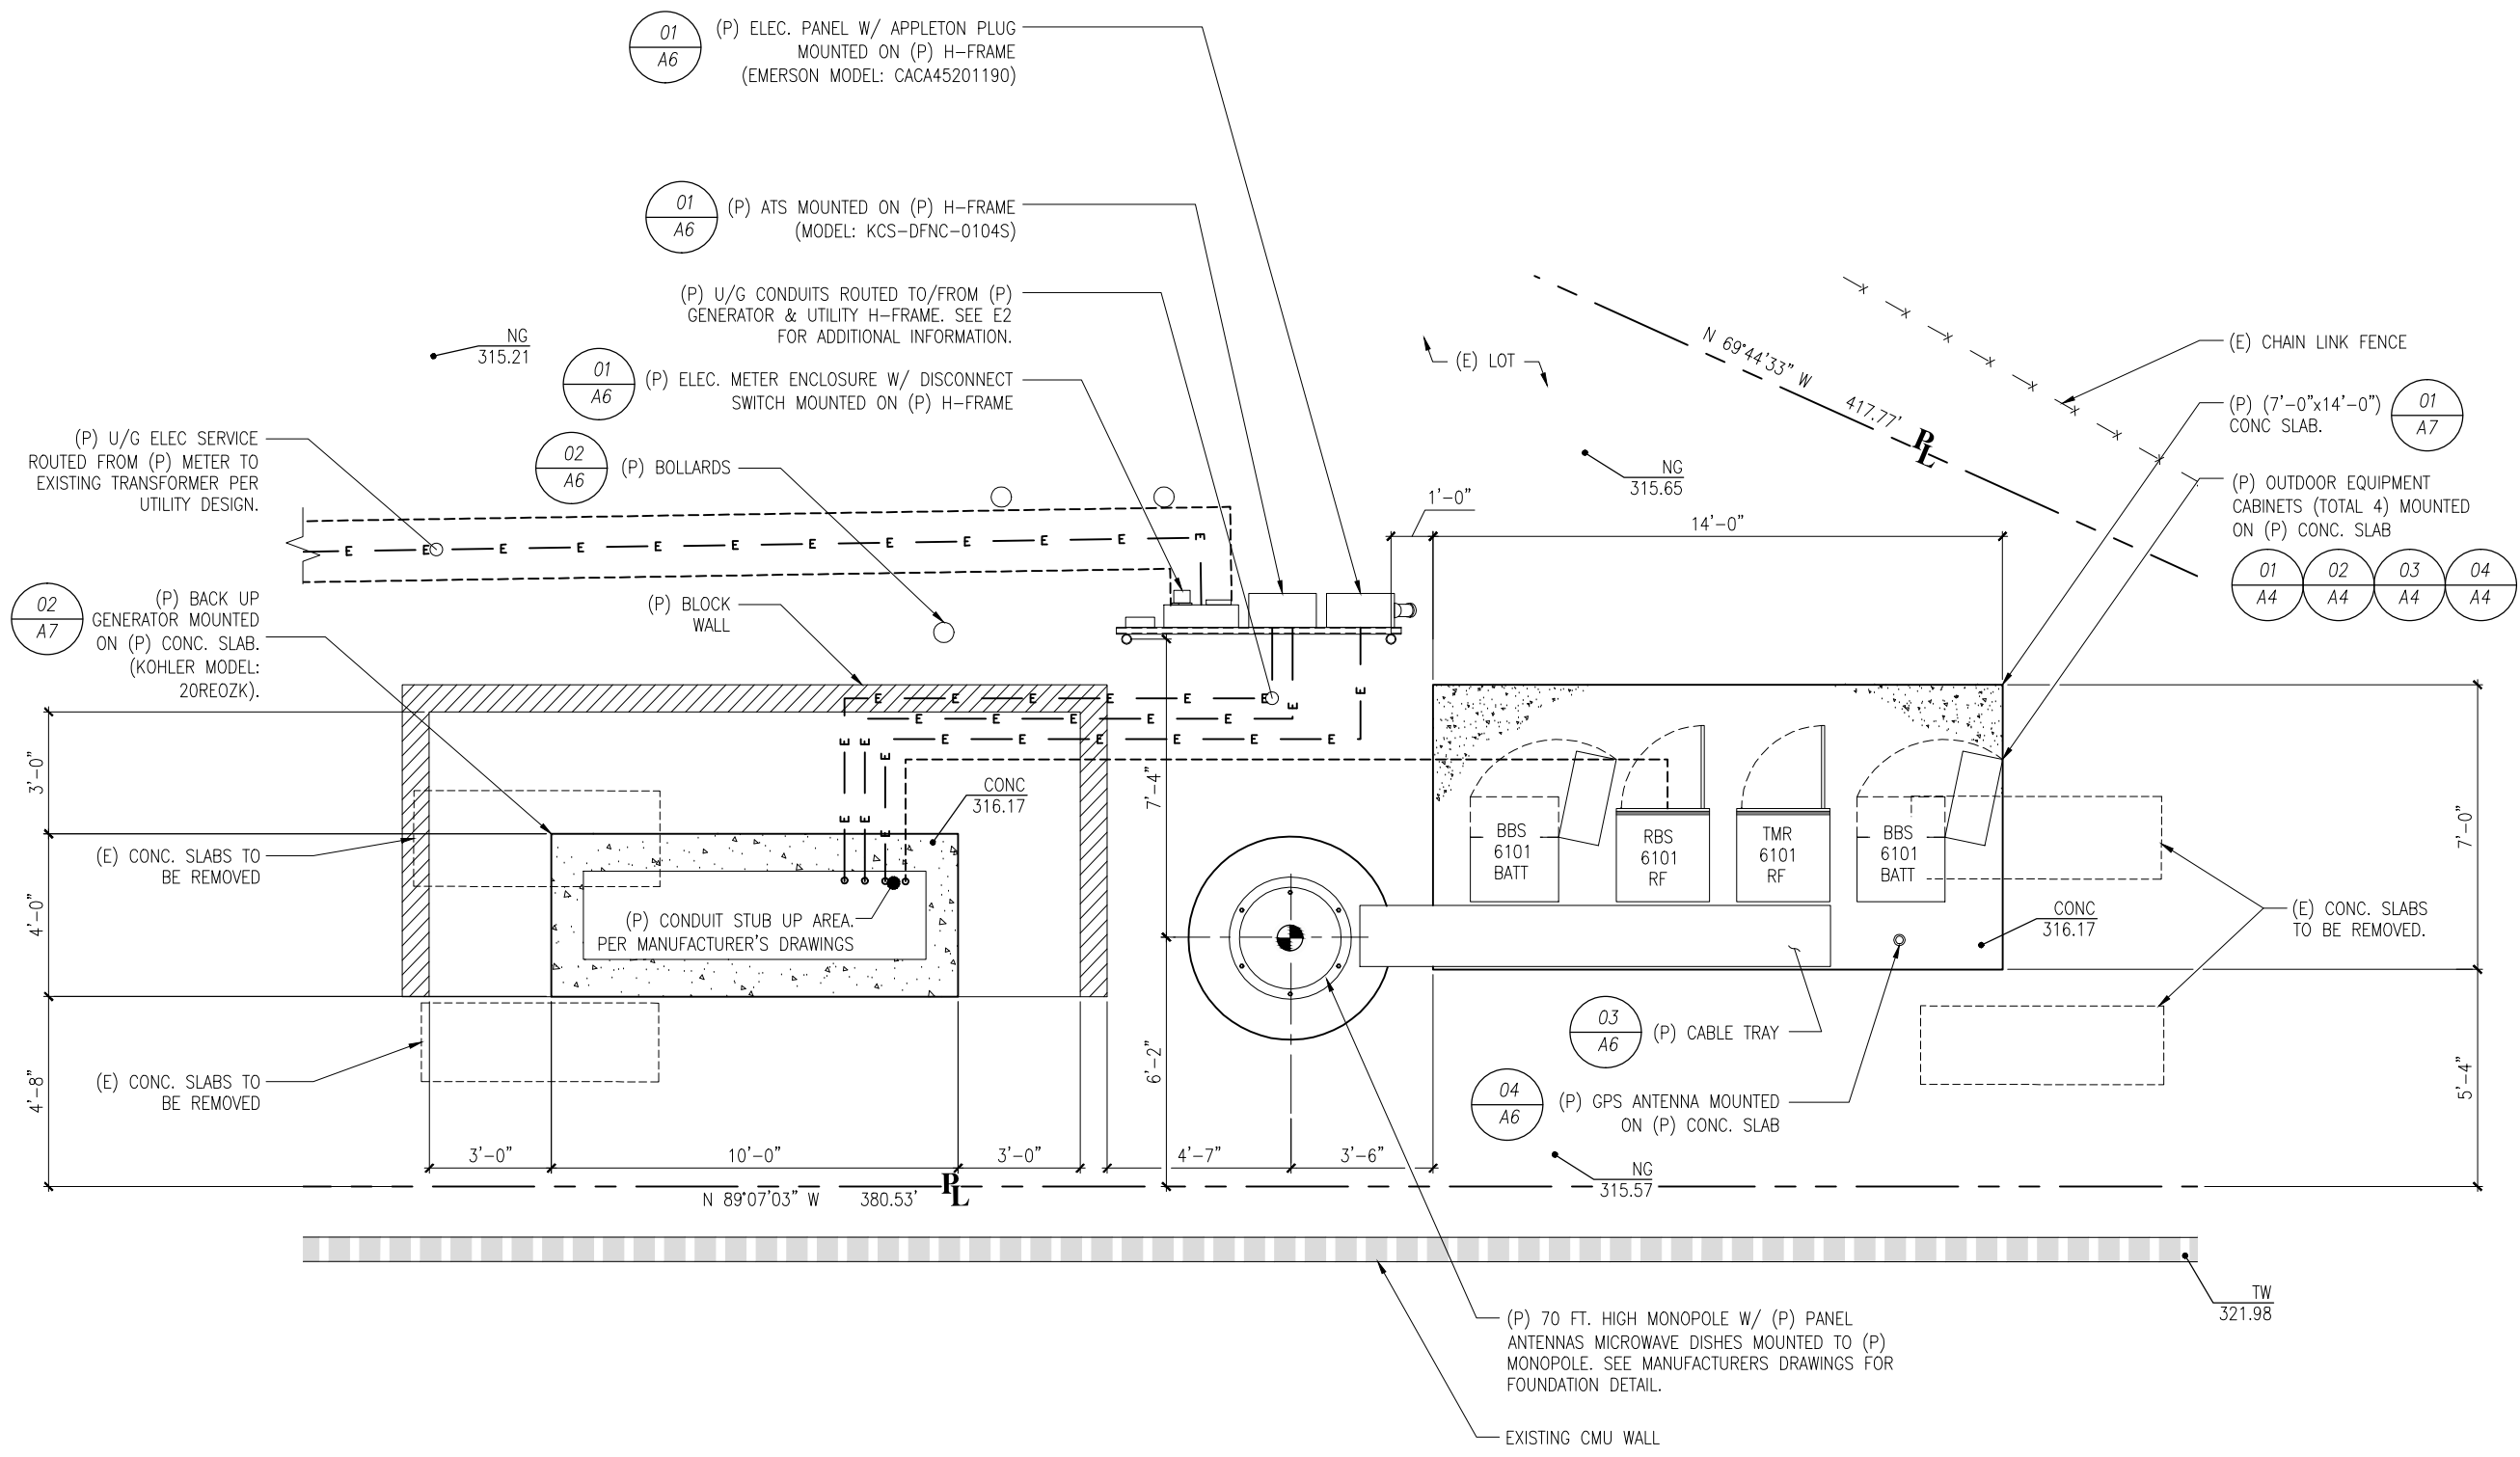 01
A6
(P) ELEC. PANEL W/ APPLETON PLUG
MOUNTED ON (P) H-FRAME
(EMERSON MODEL: CACA45201190)
01
A6
(P) ATS MOUNTED ON (P) H-FRAME
(MODEL: KCS-DFNC-0104S)
(P) U/G CONDUITS ROUTED TO/FROM (P)
GENERATOR & UTILITY H-FRAME. SEE E2
FOR ADDITIONAL INFORMATION.
NG
315.21
01
A6
(P) ELEC. METER ENCLOSURE W/ DISCONNECT
SWITCH MOUNTED ON (P) H-FRAME
02
A6
(P) BOLLARDS
(P) U/G ELEC SERVICE
ROUTED FROM (P) METER TO
EXISTING TRANSFORMER PER
UTILITY DESIGN.
02
A7
(P) BACK UP
GENERATOR MOUNTED
ON (P) CONC. SLAB.
(KOHLER MODEL:
20REOZK).
(P) BLOCK
WALL
(E) LOT
N 69°44'33" W
417.77'
PL
NG
315.65
(E) CHAIN LINK FENCE
(P) (7'-0"x14'-0")
CONC SLAB.
01
A7
(P) OUTDOOR EQUIPMENT
CABINETS (TOTAL 4) MOUNTED
ON (P) CONC. SLAB
01
A4
02
A4
03
A4
04
A4
1'-0"
14'-0"
E E E E E E E E E E E E
E E E E E E
E E E E E E
E E E E E E
E E
E E E
E E E
3'-0"
4'-0"
4'-8"
(E) CONC. SLABS TO
BE REMOVED
(E) CONC. SLABS TO
BE REMOVED
CONC
316.17
(P) CONDUIT STUB UP AREA.
PER MANUFACTURER'S DRAWINGS
7'-4"
6'-2"
BBS
6101
BATT
RBS
6101
RF
TMR
6101
RF
BBS
6101
BATT
7'-0"
5'-4"
CONC
316.17
(E) CONC. SLABS
TO BE REMOVED.
03
A6
(P) CABLE TRAY
04
A6
(P) GPS ANTENNA MOUNTED
ON (P) CONC. SLAB
3'-0"
10'-0"
3'-0"
4'-7"
3'-6"
NG
315.57
N 89°07'03" W
380.53'
PL
TW
321.98
(P) 70 FT. HIGH MONOPOLE W/ (P) PANEL
ANTENNAS MICROWAVE DISHES MOUNTED TO (P)
MONOPOLE. SEE MANUFACTURERS DRAWINGS FOR
FOUNDATION DETAIL.
EXISTING CMU WALL